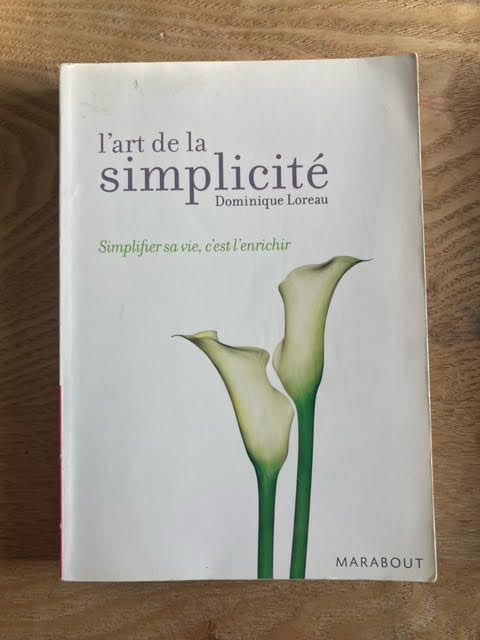 l'art de la
simplicité
Dominique Loreau
Simplifier sa vie, c'est l'enrichir
MARABOUT